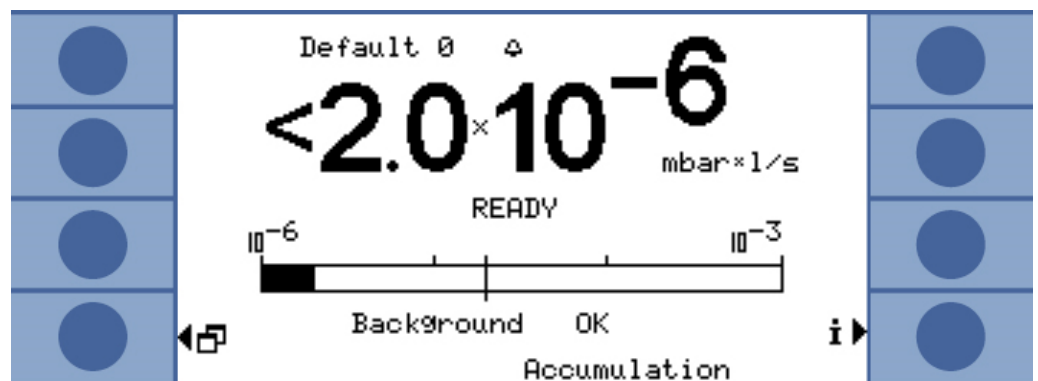 Default 0
<2.0×10⁻⁶
mbar×l/s
READY
10⁻⁶ 10⁻³
Background OK
i
Accumulation